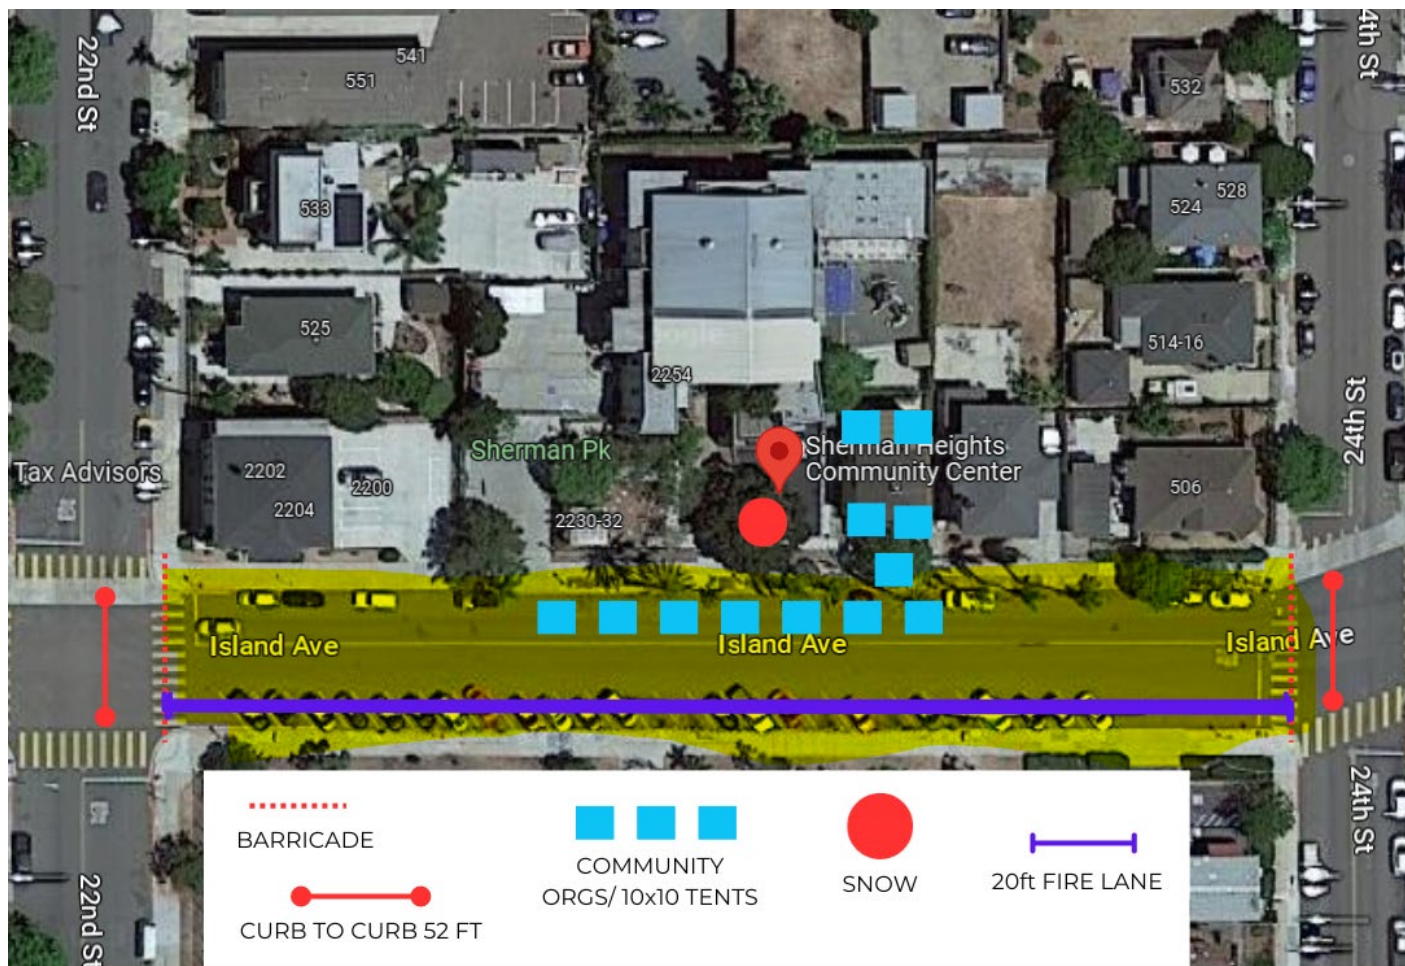 22nd St
541
551
4th St
532
533
528
524
525
514-16
2254
24th St
Sherman Pk
Sherman Heights
Community Center
Tax Advisors
2202
2200
2204
506
2230-32
Island Ave
Island Ave
Island Ave
24th St
22nd St
BARRICADE
CURB TO CURB 52 FT
COMMUNITY
ORGS/ 10x10 TENTS
SNOW
20ft FIRE LANE